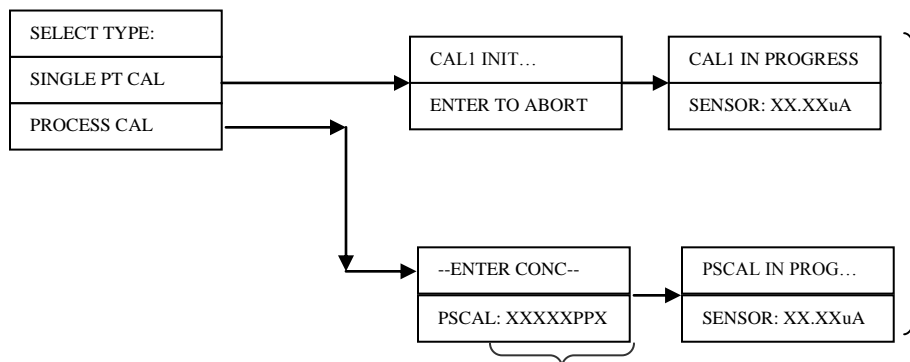 SELECT TYPE:
SINGLE PT CAL
PROCESS CAL
CAL1 INIT…
ENTER TO ABORT
CAL1 IN PROGRESS
SENSOR: XX.XXuA
--ENTER CONC--
PSCAL: XXXXXPPX
PSCAL IN PROG…
SENSOR: XX.XXuA